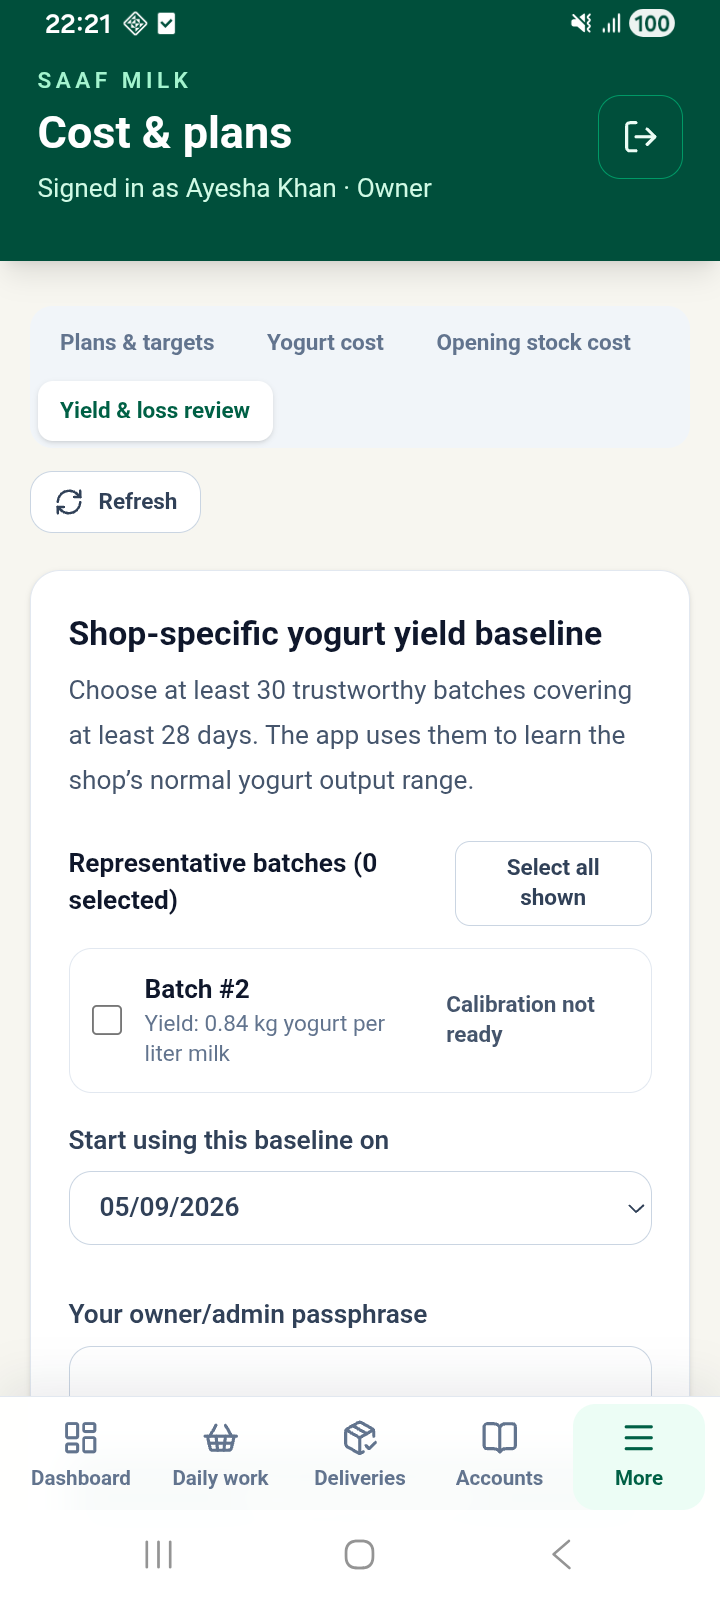 22:21
100
SAAF MILK
Cost & plans
Signed in as Ayesha Khan · Owner
Plans & targets
Yogurt cost
Opening stock cost
Yield & loss review
Refresh
Shop-specific yogurt yield baseline
Choose at least 30 trustworthy batches covering
at least 28 days. The app uses them to learn the
shop’s normal yogurt output range.
Representative batches (0
selected)
Select all
shown
Batch #2
Yield: 0.84 kg yogurt per
liter milk
Calibration not
ready
Start using this baseline on
05/09/2026
Your owner/admin passphrase
Dashboard
Daily work
Deliveries
Accounts
More